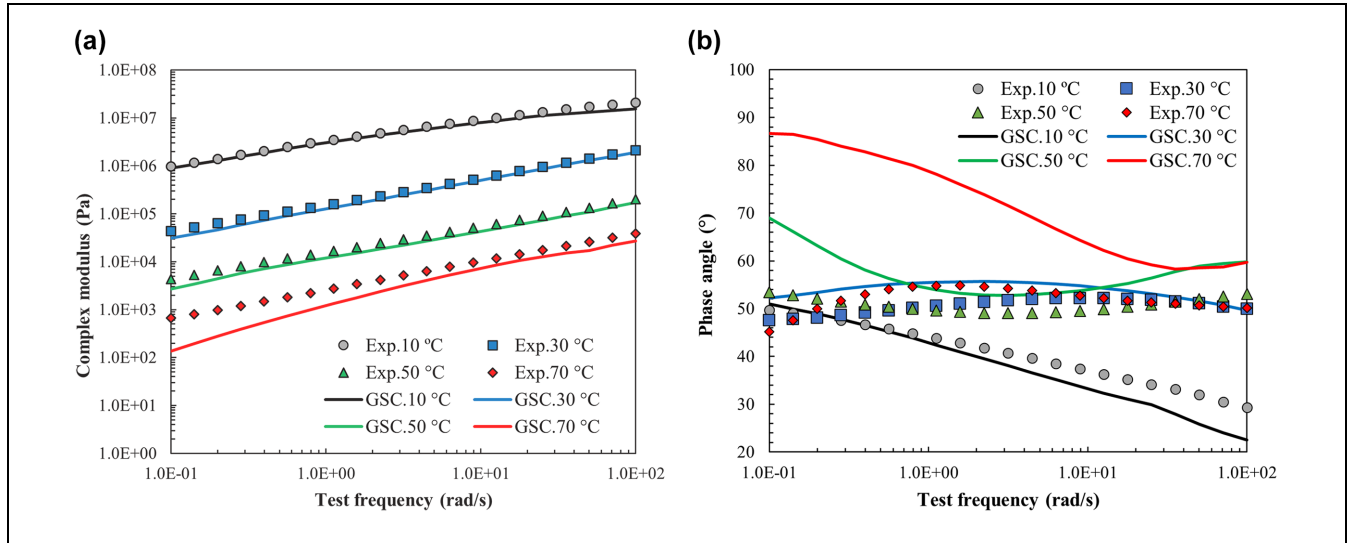 (a)
Complex modulus (Pa)
1.0E+08
1.0E+07
1.0E+06
1.0E+05
1.0E+04
1.0E+03
1.0E+02
1.0E+01
1.0E+00
Exp.10 ºC Exp.30 °C
Exp.50 °C Exp.70 °C
GSC.10 °C GSC.30 °C
GSC.50 °C GSC.70 °C
1.0E-01 1.0E+00 1.0E+01 1.0E+02
Test frequency (rad/s)
(b)
Phase angle (°)
100
90
80
70
60
50
40
30
20
Exp.10 ºC Exp.30 °C
Exp.50 °C Exp.70 °C
GSC.10 °C GSC.30 °C
GSC.50 °C GSC.70 °C
1.0E-01 1.0E+00 1.0E+01 1.0E+02
Test frequency (rad/s)